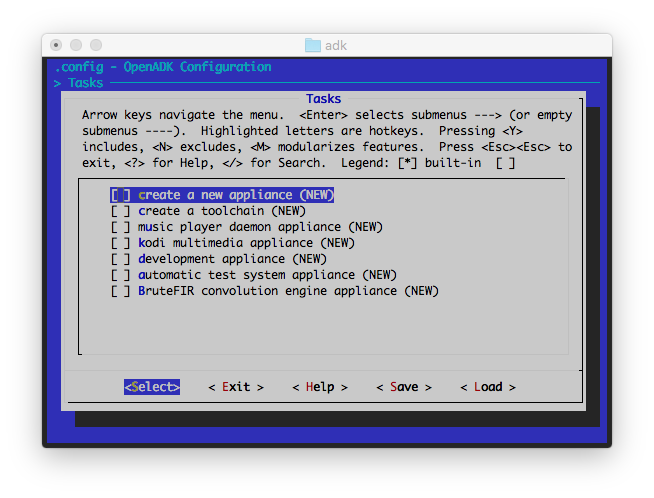 adk
.config - OpenADK Configuration
> Tasks
Tasks
Arrow keys navigate the menu.  <Enter> selects submenus ---> (or empty
submenus ----).  Highlighted letters are hotkeys.  Pressing <Y>
includes, <N> excludes, <M> modularizes features.  Press <Esc><Esc> to
exit, <?> for Help, </> for Search.  Legend: [*] built-in  [ ]
[ ] create a new appliance (NEW)
[ ] create a toolchain (NEW)
[ ] music player daemon appliance (NEW)
[ ] kodi multimedia appliance (NEW)
[ ] development appliance (NEW)
[ ] automatic test system appliance (NEW)
[ ] BruteFIR convolution engine appliance (NEW)
<Select>    < Exit >    < Help >    < Save >    < Load >